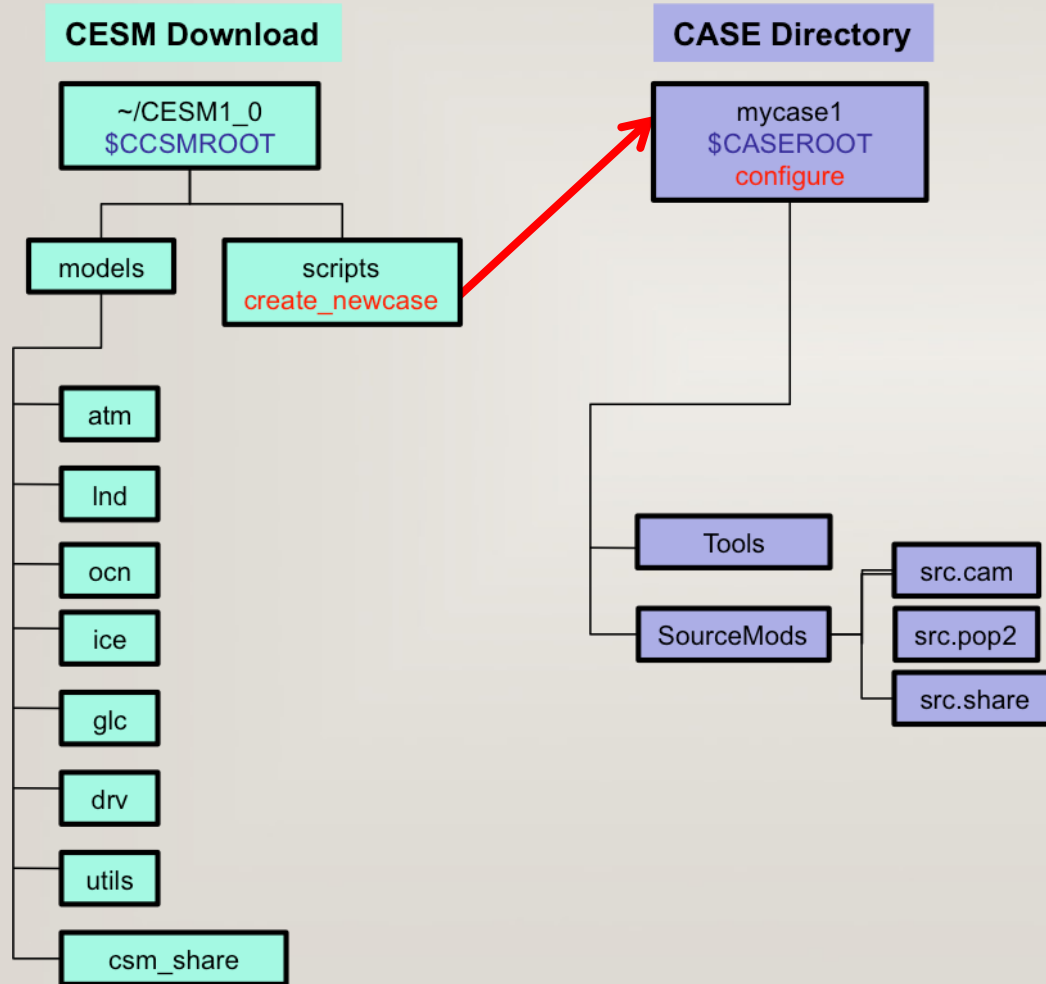 CESM Download
~/CESM1_0
$CCSMROOT
models
scripts
create_newcase
atm
lnd
ocn
ice
glc
drv
utils
csm_share
CASE Directory
mycase1
$CASEROOT
configure
Tools
SourceMods
src.cam
src.pop2
src.share